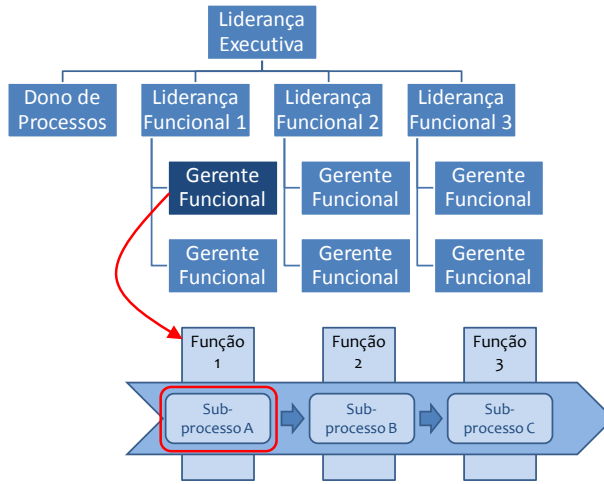 Liderança
Executiva
Dono de
Processos
Liderança
Funcional 1
Liderança
Funcional 2
Liderança
Funcional 3
Gerente
Funcional
Gerente
Funcional
Gerente
Funcional
Gerente
Funcional
Gerente
Funcional
Gerente
Funcional
Função
1
Função
2
Função
3
Sub-
processo A
Sub-
processo B
Sub-
processo C